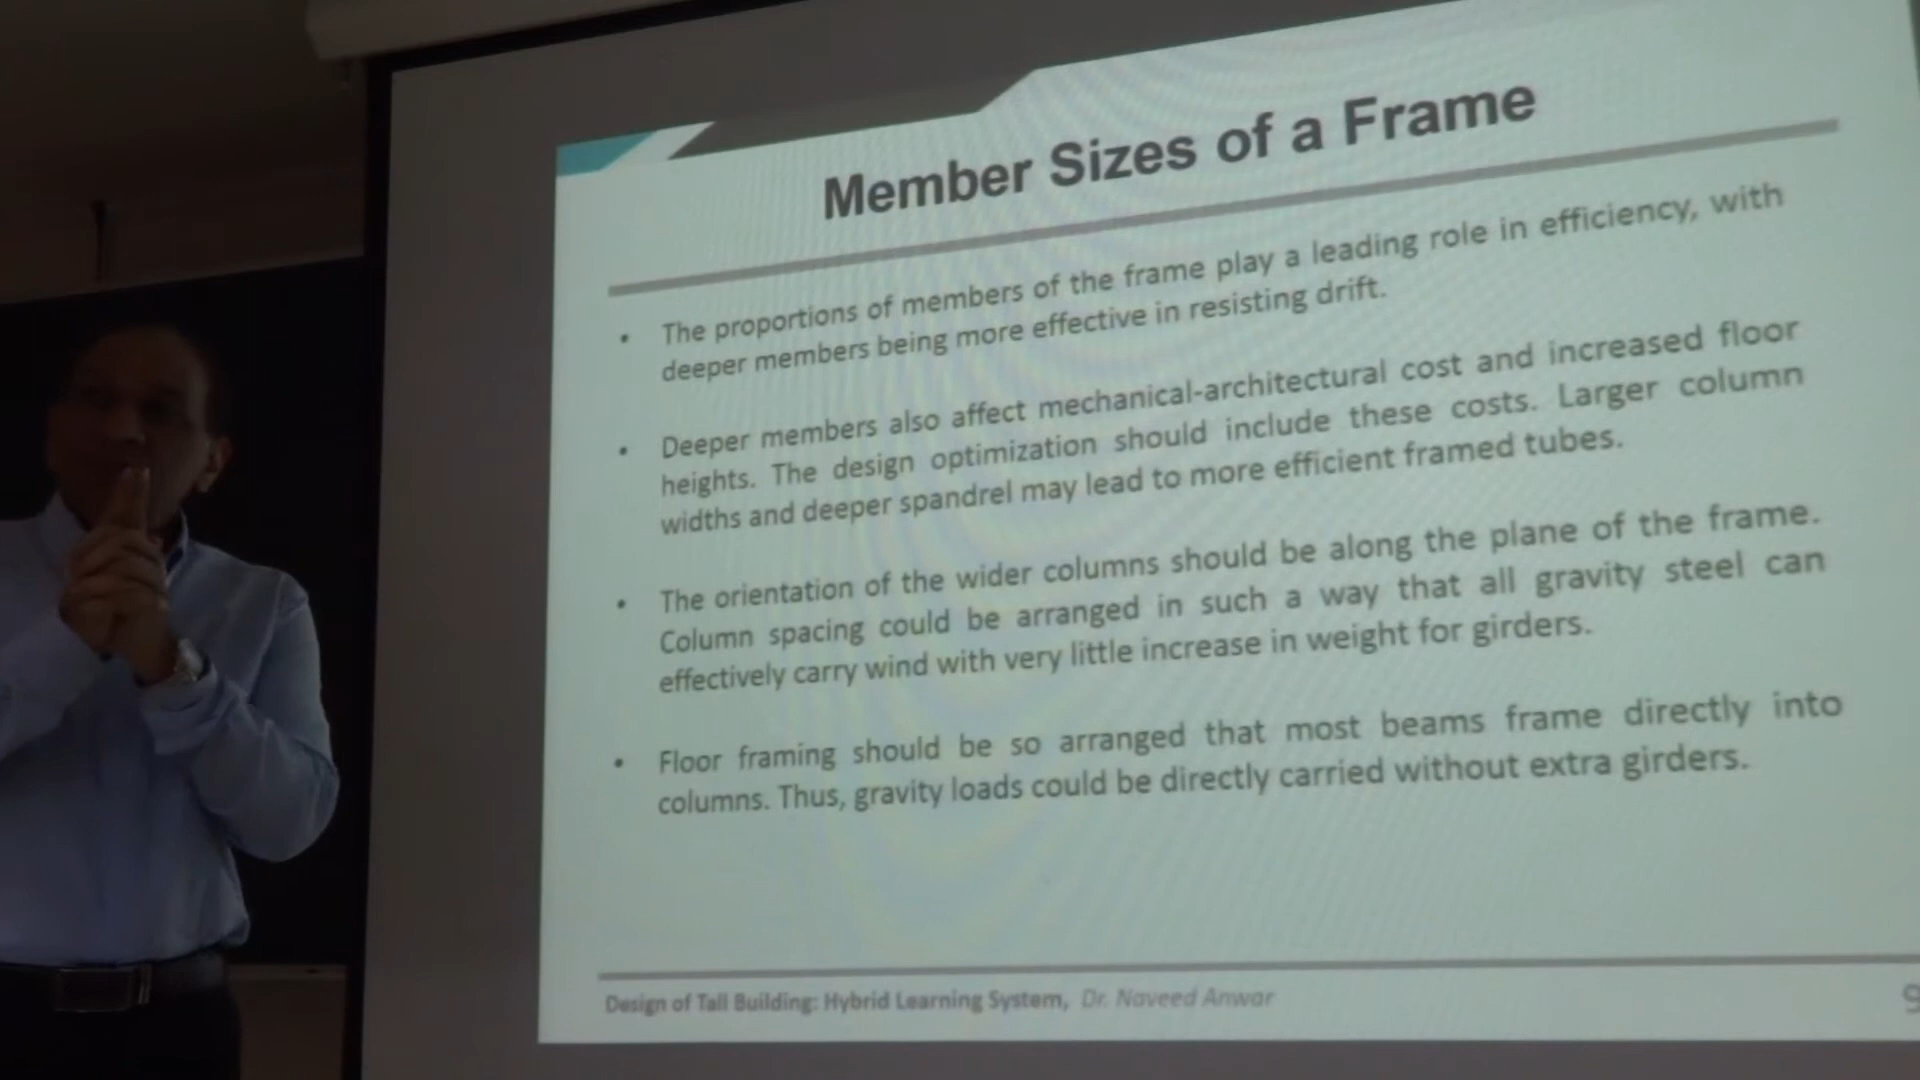 Member Sizes of a Frame
• The proportions of members of the frame play a leading role in efficiency, with
deeper members being more effective in resisting drift.
• Deeper members also affect mechanical-architectural cost and increased floor
heights. The design optimization should include these costs. Larger column
widths and deeper spandrel may lead to more efficient framed tubes.
• The orientation of the wider columns should be along the plane of the frame.
Column spacing could be arranged in such a way that all gravity steel can
effectively carry wind with very little increase in weight for girders.
• Floor framing should be so arranged that most beams frame directly into
columns. Thus, gravity loads could be directly carried without extra girders.
Design of Tall Building: Hybrid Learning System, Dr. Naveed Anwar